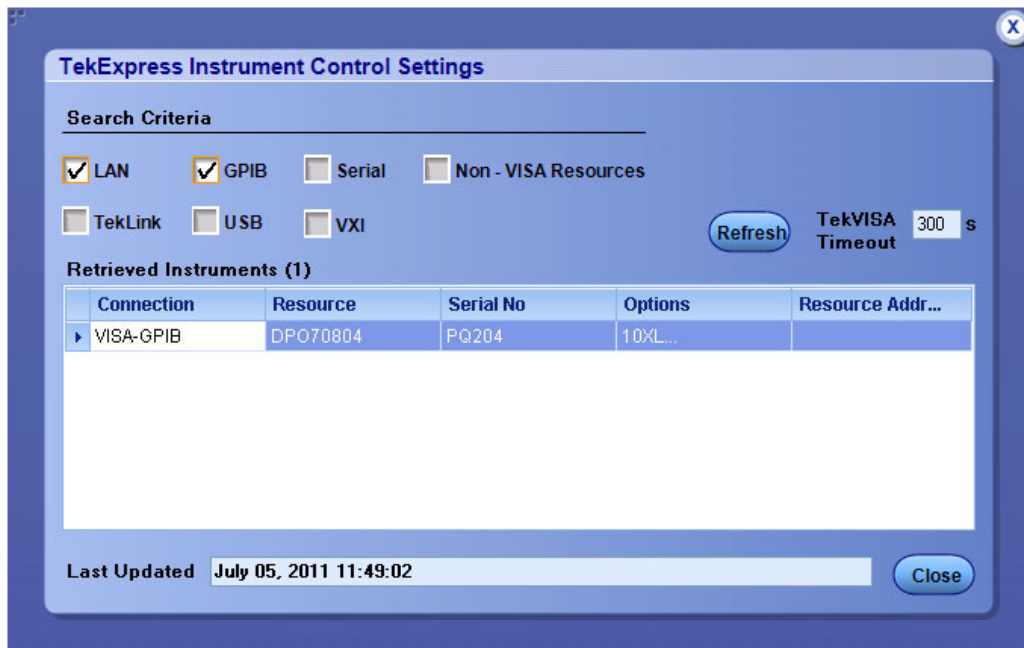 X
TekExpress Instrument Control Settings
Search Criteria
LAN GPIB Serial Non - VISA Resources
TekLink USB VXI
Refresh TekVISA Timeout 300 s
Retrieved Instruments (1)
Connection Resource Serial No Options Resource Addr...
VISA-GPIB DPO70804 PQ204 10XL...
Last Updated July 05, 2011 11:49:02 Close